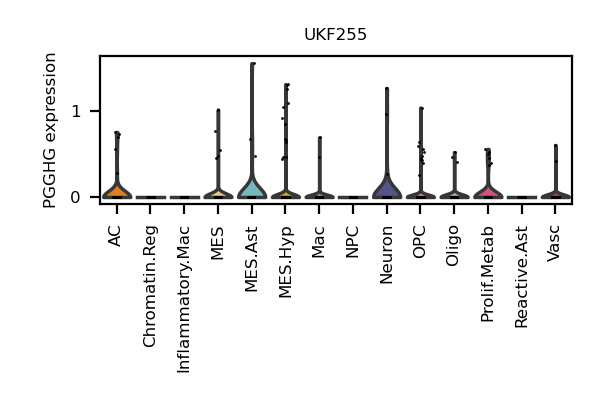 UKF255
PGGHG expression
1
0
AC
Chromatin.Reg
Inflammatory.Mac
MES
MES.Ast
MES.Hyp
Mac
NPC
Neuron
OPC
Oligo
Prolif.Metab
Reactive.Ast
Vasc